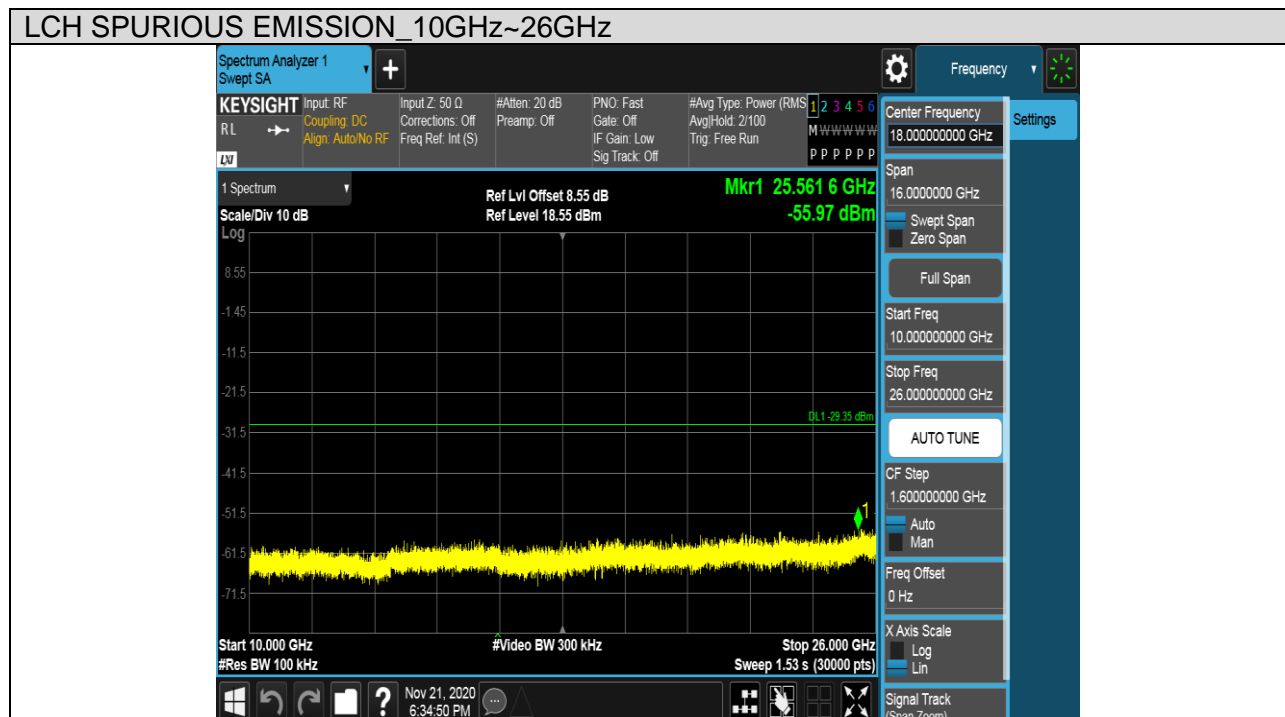 LCH SPURIOUS EMISSION_10GHz~26GHz
Spectrum Analyzer 1
Swept SA
+
Frequency
KEYSIGHT
RL
LXI
Input: RF
Coupling: DC
Align: Auto/No RF
Input Z: 50 Ω
Corrections: Off
Freq Ref: Int (S)
#Atten: 20 dB
Preamp: Off
PNO: Fast
Gate: Off
IF Gain: Low
Sig Track: Off
#Avg Type: Power (RMS
Avg|Hold: 2/100
Trig: Free Run
1 2 3 4 5 6
M W W W W W
P P P P P P
1 Spectrum
Scale/Div 10 dB
Ref Lvl Offset 8.55 dB
Ref Level 18.55 dBm
Mkr1 25.561 6 GHz
-55.97 dBm
Log
8.55
-1.45
-11.5
-21.5
DL1 -29.35 dBm
-31.5
-41.5
-51.5
1
-61.5
-71.5
Start 10.000 GHz
#Res BW 100 kHz
#Video BW 300 kHz
Stop 26.000 GHz
Sweep 1.53 s (30000 pts)
?
Nov 21, 2020
6:34:50 PM
Center Frequency
18.000000000 GHz
Span
16.0000000 GHz
Swept Span
Zero Span
Full Span
Start Freq
10.000000000 GHz
Stop Freq
26.000000000 GHz
AUTO TUNE
CF Step
1.600000000 GHz
Auto
Man
Freq Offset
0 Hz
X Axis Scale
Log
Lin
Signal Track
(Span Zoom)
Settings